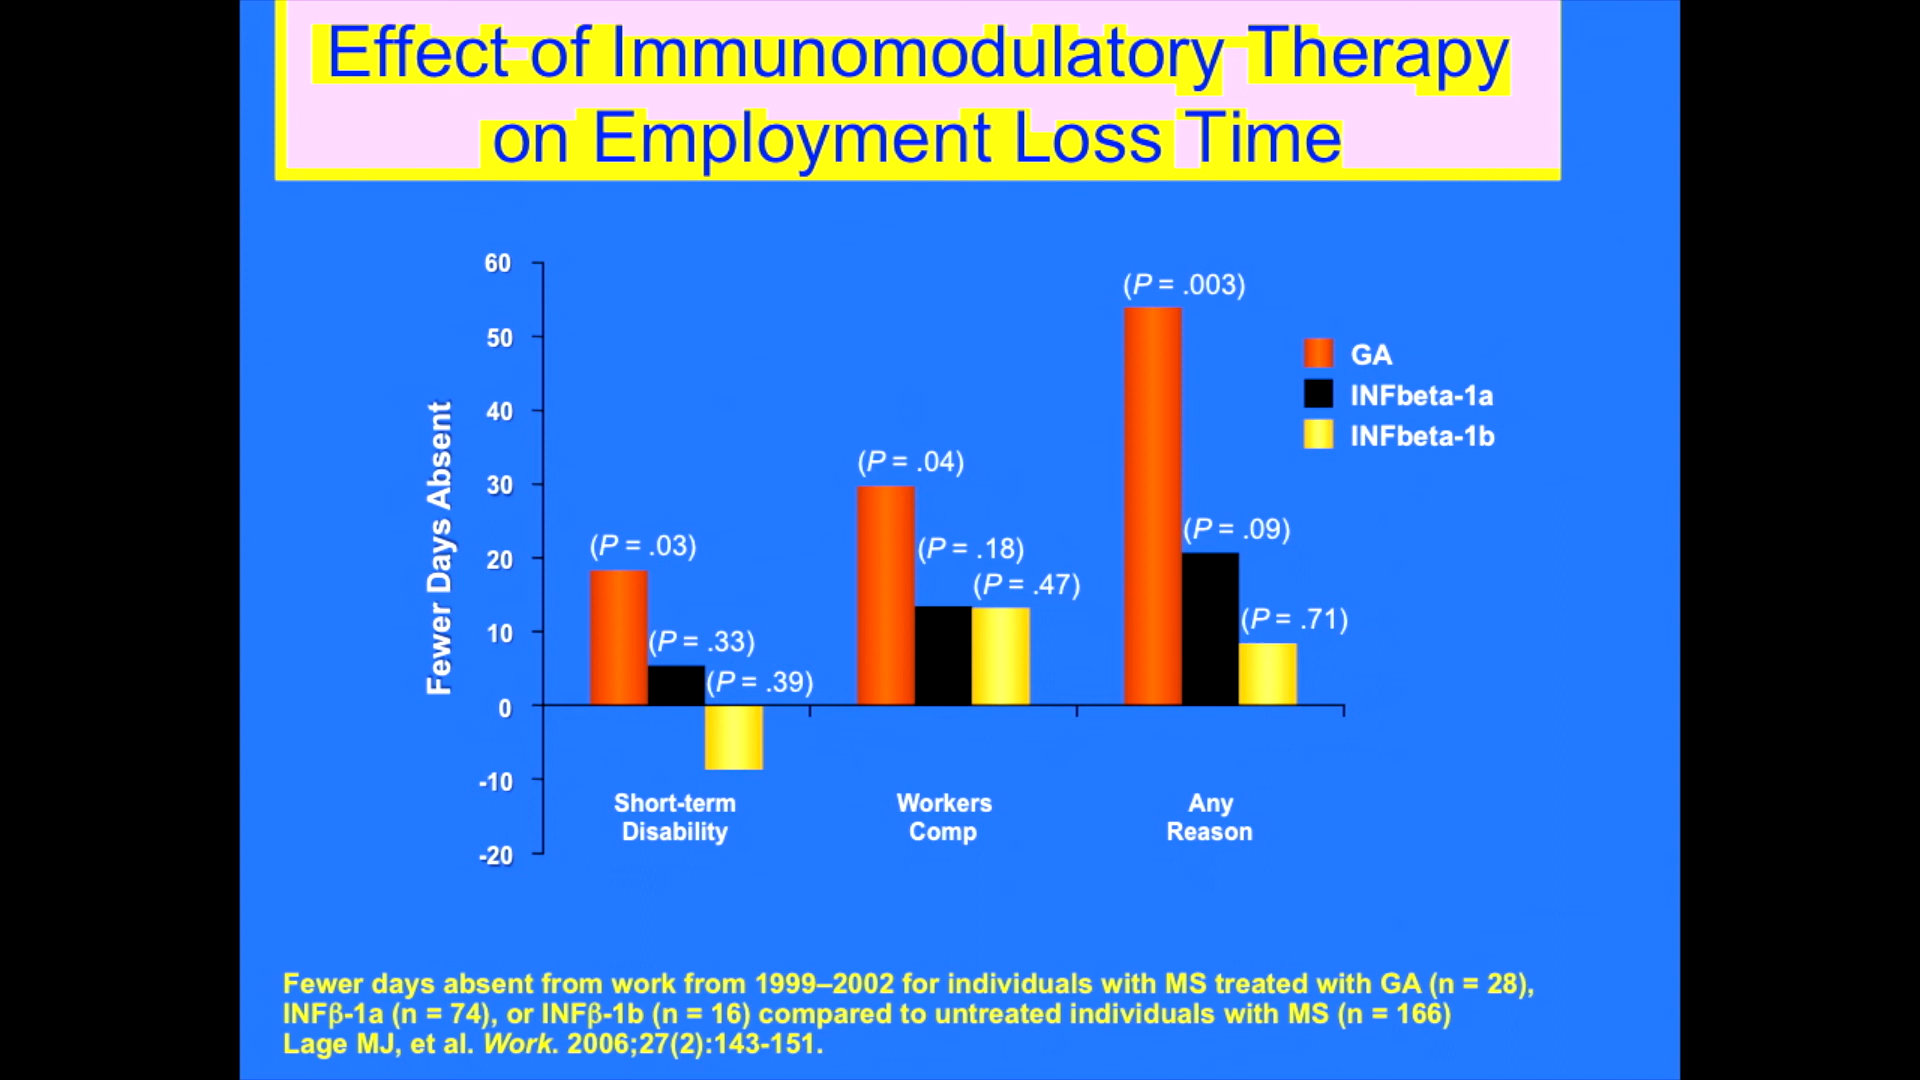 Effect of Immunomodulatory Therapy
on Employment Loss Time
Fewer Days Absent
60
50
40
30
20
10
0
-10
-20
(P = .03)
(P = .33)
(P = .39)
(P = .04)
(P = .18)
(P = .47)
(P = .003)
(P = .09)
(P = .71)
GA
INFbeta-1a
INFbeta-1b
Short-term
Disability
Workers
Comp
Any
Reason
Fewer days absent from work from 1999–2002 for individuals with MS treated with GA (n = 28),
INFβ-1a (n = 74), or INFβ-1b (n = 16) compared to untreated individuals with MS (n = 166)
Lage MJ, et al. Work. 2006;27(2):143-151.